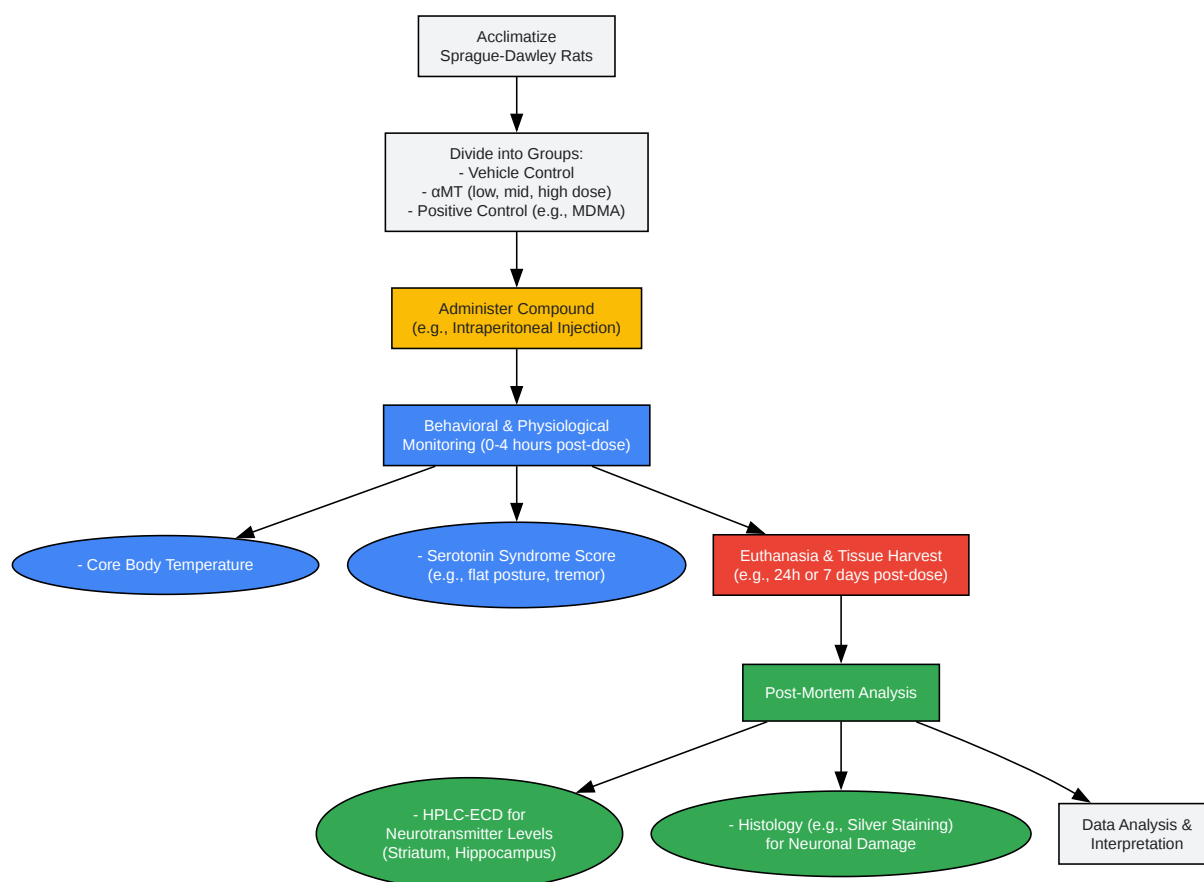 Acclimatize
Sprague-Dawley Rats
Divide into Groups:
- Vehicle Control
- αMT (low, mid, high dose)
- Positive Control (e.g., MDMA)
Administer Compound
(e.g., Intraperitoneal Injection)
Behavioral & Physiological
Monitoring (0-4 hours post-dose)
- Core Body Temperature
- Serotonin Syndrome Score
(e.g., flat posture, tremor)
Euthanasia & Tissue Harvest
(e.g., 24h or 7 days post-dose)
Post-Mortem Analysis
- HPLC-ECD for
Neurotransmitter Levels
(Striatum, Hippocampus)
- Histology (e.g., Silver Staining)
for Neuronal Damage
Data Analysis &
Interpretation